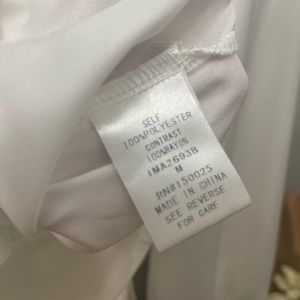 SELF
100%POLYESTER
CONTRAST
100%RAYON
IMA2693B
M
RN#150025
MADE IN CHINA
SEE REVERSE
FOR CARE